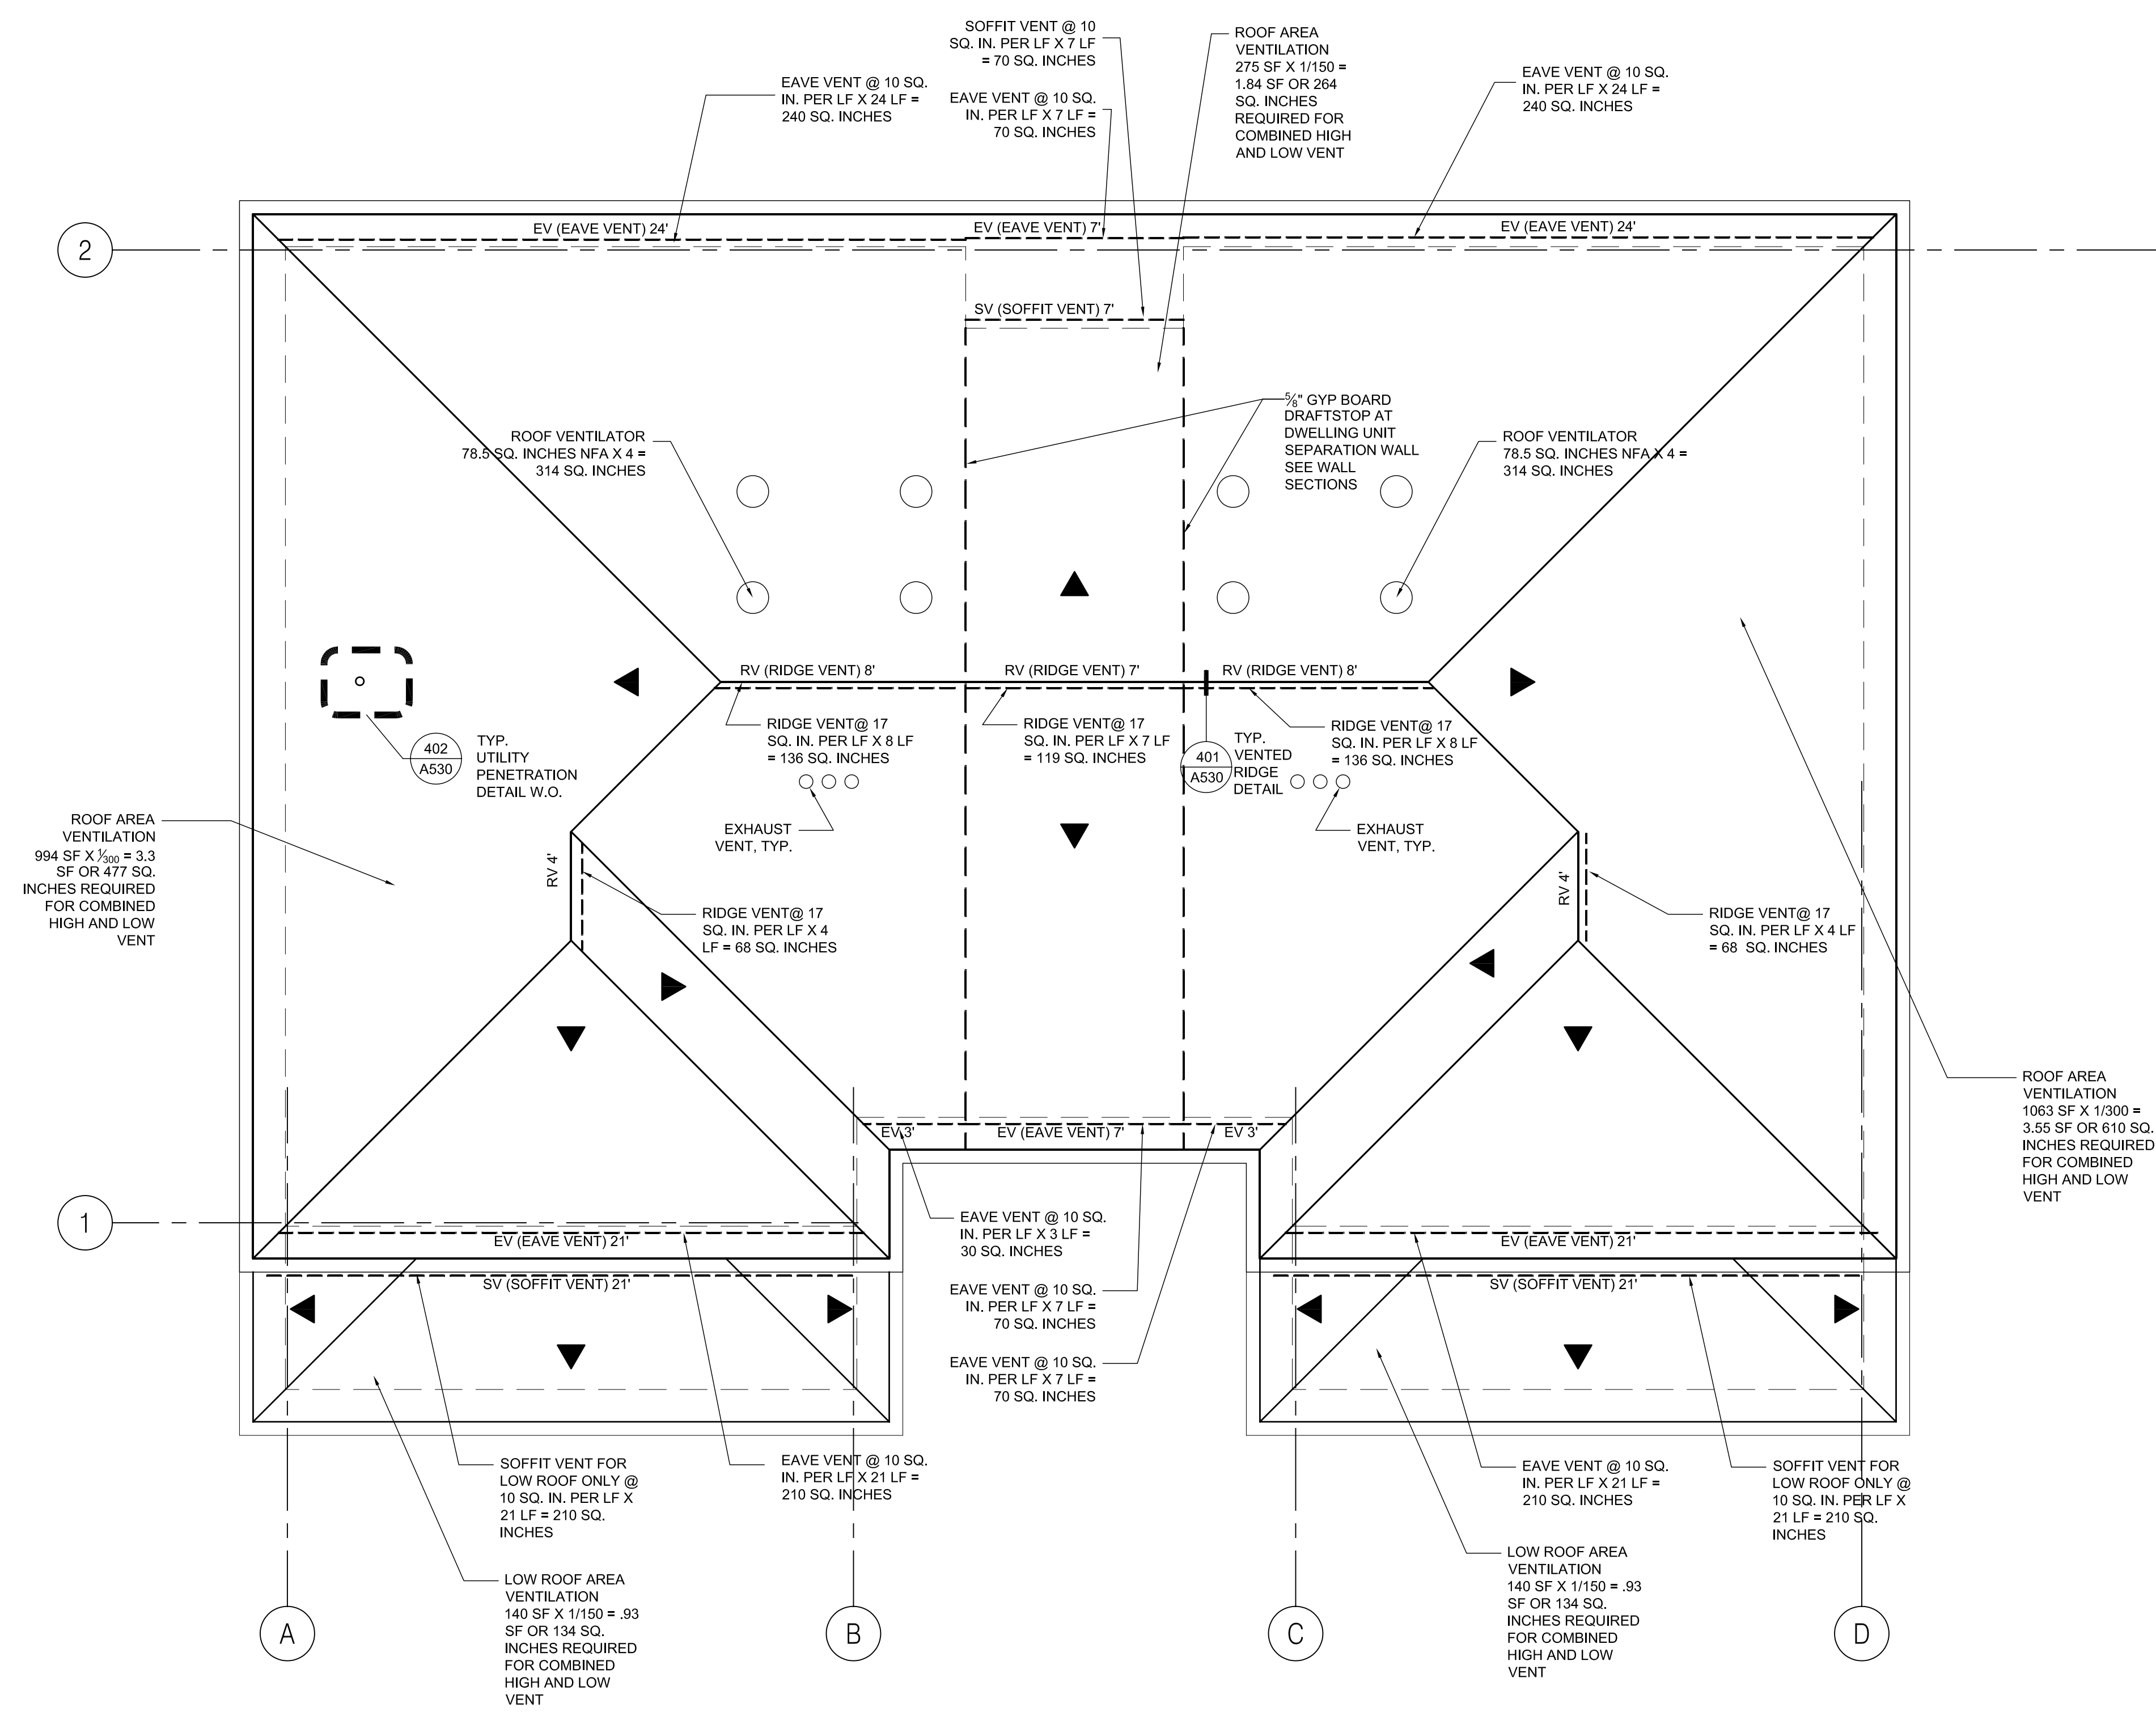 SOFFIT VENT @ 10
SQ. IN. PER LF X 7 LF
= 70 SQ. INCHES
ROOF AREA
VENTILATION
275 SF X 1/150 =
1.84 SF OR 264
SQ. INCHES
REQUIRED FOR
COMBINED HIGH
AND LOW VENT
EAVE VENT @ 10 SQ.
IN. PER LF X 24 LF =
240 SQ. INCHES
EAVE VENT @ 10 SQ.
IN. PER LF X 7 LF =
70 SQ. INCHES
EAVE VENT @ 10 SQ.
IN. PER LF X 24 LF =
240 SQ. INCHES
2
EV (EAVE VENT) 24'
EV (EAVE VENT) 7'
EV (EAVE VENT) 24'
SV (SOFFIT VENT) 7'
ROOF VENTILATOR
78.5 SQ. INCHES NFA X 4 =
314 SQ. INCHES
⅝" GYP BOARD
DRAFTSTOP AT
DWELLING UNIT
SEPARATION WALL
SEE WALL
SECTIONS
ROOF VENTILATOR
78.5 SQ. INCHES NFA X 4 =
314 SQ. INCHES
RV (RIDGE VENT) 8'
RV (RIDGE VENT) 7'
RV (RIDGE VENT) 8'
402
A530
TYP.
UTILITY
PENETRATION
DETAIL W.O.
RIDGE VENT@ 17
SQ. IN. PER LF X 8 LF
= 136 SQ. INCHES
RIDGE VENT@ 17
SQ. IN. PER LF X 7 LF
= 119 SQ. INCHES
401
A530
TYP.
VENTED
RIDGE
DETAIL
RIDGE VENT@ 17
SQ. IN. PER LF X 8 LF
= 136 SQ. INCHES
EXHAUST
VENT, TYP.
EXHAUST
VENT, TYP.
ROOF AREA
VENTILATION
994 SF X 1/300 = 3.3
SF OR 477 SQ.
INCHES REQUIRED
FOR COMBINED
HIGH AND LOW
VENT
RV 4'
RIDGE VENT@ 17
SQ. IN. PER LF X 4
LF = 68 SQ. INCHES
RV 4'
RIDGE VENT@ 17
SQ. IN. PER LF X 4 LF
= 68 SQ. INCHES
ROOF AREA
VENTILATION
1063 SF X 1/300 =
3.55 SF OR 610 SQ.
INCHES REQUIRED
FOR COMBINED
HIGH AND LOW
VENT
EV 3'
EV (EAVE VENT) 7'
EV 3'
1
EV (EAVE VENT) 21'
EV (EAVE VENT) 21'
SV (SOFFIT VENT) 21'
SV (SOFFIT VENT) 21'
EAVE VENT @ 10 SQ.
IN. PER LF X 3 LF =
30 SQ. INCHES
EAVE VENT @ 10 SQ.
IN. PER LF X 7 LF =
70 SQ. INCHES
EAVE VENT @ 10 SQ.
IN. PER LF X 7 LF =
70 SQ. INCHES
SOFFIT VENT FOR
LOW ROOF ONLY @
10 SQ. IN. PER LF X
21 LF = 210 SQ.
INCHES
EAVE VENT @ 10 SQ.
IN. PER LF X 21 LF =
210 SQ. INCHES
EAVE VENT @ 10 SQ.
IN. PER LF X 21 LF =
210 SQ. INCHES
SOFFIT VENT FOR
LOW ROOF ONLY @
10 SQ. IN. PER LF X
21 LF = 210 SQ.
INCHES
LOW ROOF AREA
VENTILATION
140 SF X 1/150 = .93
SF OR 134 SQ.
INCHES REQUIRED
FOR COMBINED
HIGH AND LOW
VENT
LOW ROOF AREA
VENTILATION
140 SF X 1/150 = .93
SF OR 134 SQ.
INCHES REQUIRED
FOR COMBINED
HIGH AND LOW
VENT
A
B
C
D